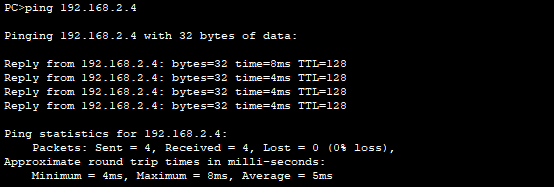 PC>ping 192.168.2.4
Pinging 192.168.2.4 with 32 bytes of data:
Reply from 192.168.2.4: bytes=32 time=8ms TTL=128
Reply from 192.168.2.4: bytes=32 time=4ms TTL=128
Reply from 192.168.2.4: bytes=32 time=4ms TTL=128
Reply from 192.168.2.4: bytes=32 time=4ms TTL=128
Ping statistics for 192.168.2.4:
Packets: Sent = 4, Received = 4, Lost = 0 (0% loss),
Approximate round trip times in milli-seconds:
Minimum = 4ms, Maximum = 8ms, Average = 5ms